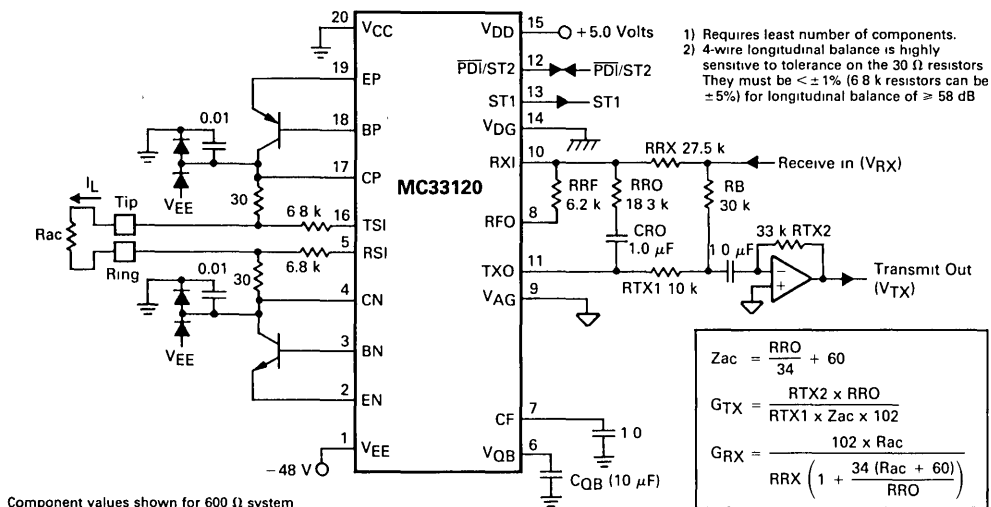 20
VCC
19
EP
18
BP
17
CP
16
TSI
5
RSI
4
CN
3
BN
2
EN
1
VEE
MC33120
15
VDD
+5.0 Volts
12
PDI/ST2
PDI/ST2
13
ST1
ST1
14
VDG
10
RXI
8
RFO
11
TXO
9
VAG
7
CF
6
VQB
0.01
VEE
30
6 8 k
IL
Tip
Rac
Ring
6.8 k
30
0.01
VEE
−48 V
RRX 27.5 k
Receive in (VRX)
RRF
6.2 k
RRO
18 3 k
RB
30 k
CRO
1.0 µF
1 0 µF
33 k RTX2
RTX1 10 k
Transmit Out
(VTX)
1 0
CQB (10 µF)
1) Requires least number of components.
2) 4-wire longitudinal balance is highly
sensitive to tolerance on the 30 Ω resistors
They must be < ± 1% (6 8 k resistors can be
± 5%) for longitudinal balance of ≥ 58 dB
Zac = RRO / 34 + 60
GTX = RTX2 x RRO / RTX1 x Zac x 102
GRX = 102 x Rac / RRX (1 + 34 (Rac + 60) / RRO)
Component values shown for 600 Ω system